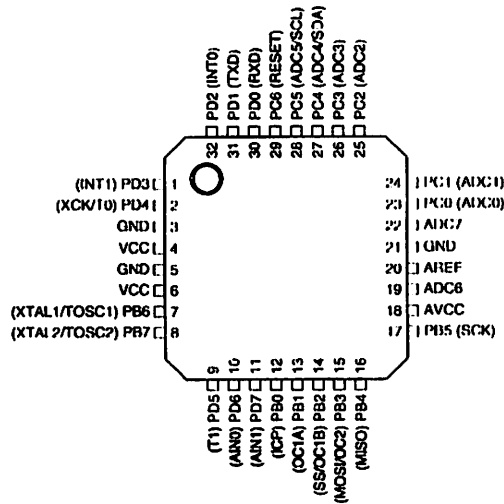 PD2 (INT0)
PD1 (TXD)
PD0 (RXD)
PC6 (RESET)
PC5 (ADC5/SCL)
PC4 (ADC4/SDA)
PC3 (ADC3)
PC2 (ADC2)
32 31 30 29 28 27 26 25
(INT1) PD3 1
(XCK/T0) PD4 2
GND 3
VCC 4
GND 5
VCC 6
(XTAL1/TOSC1) PB6 7
(XTAL2/TOSC2) PB7 8
24 PC1 (ADC1)
23 PC0 (ADC0)
22 ADC7
21 GND
20 AREF
19 ADC6
18 AVCC
17 PB5 (SCK)
9 10 11 12 13 14 15 16
(T1) PD5
(AIN0) PD6
(AIN1) PD7
(ICP) PB0
(OC1A) PB1
(SS/OC1B) PB2
(MOSI/OC2) PB3
(MISO) PB4